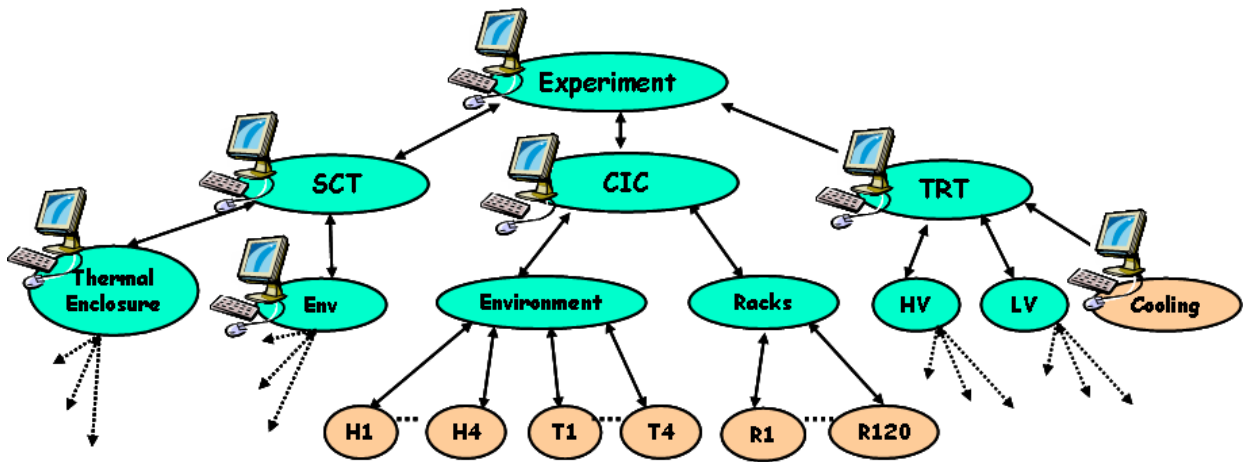 Experiment
SCT
CIC
TRT
Thermal
Enclosure
Env
Environment
Racks
HV
LV
Cooling
H1
H4
T1
T4
R1
R120